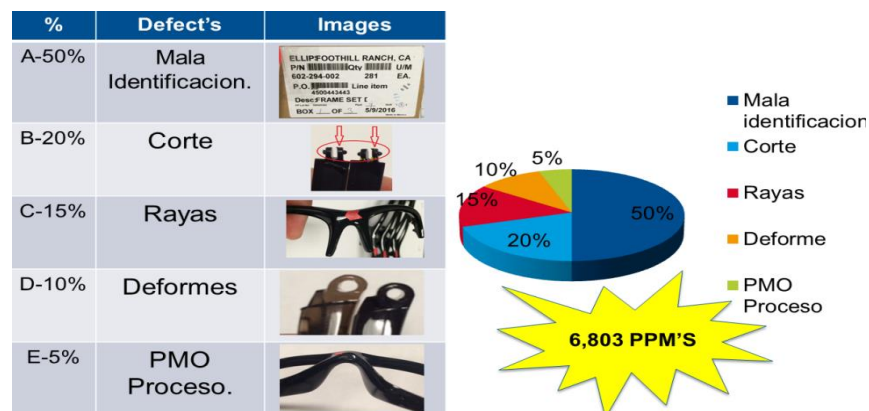 %
Defect's
Images
A-50%
Mala
Identificacion.
ELLIP:FOOTHILL RANCH, CA
P/N
Qty
U/M
602-294-002
281
EA.
P.O.
Line item
4500443443
Desc:FRAME SET
BOX
OF
5/9/2016
B-20%
Corte
C-15%
Rayas
D-10%
Deformes
E-5%
PMO
Proceso.
5%
10%
15%
20%
50%
Mala
identificacion
Corte
Rayas
Deforme
PMO
Proceso
6,803 PPM'S